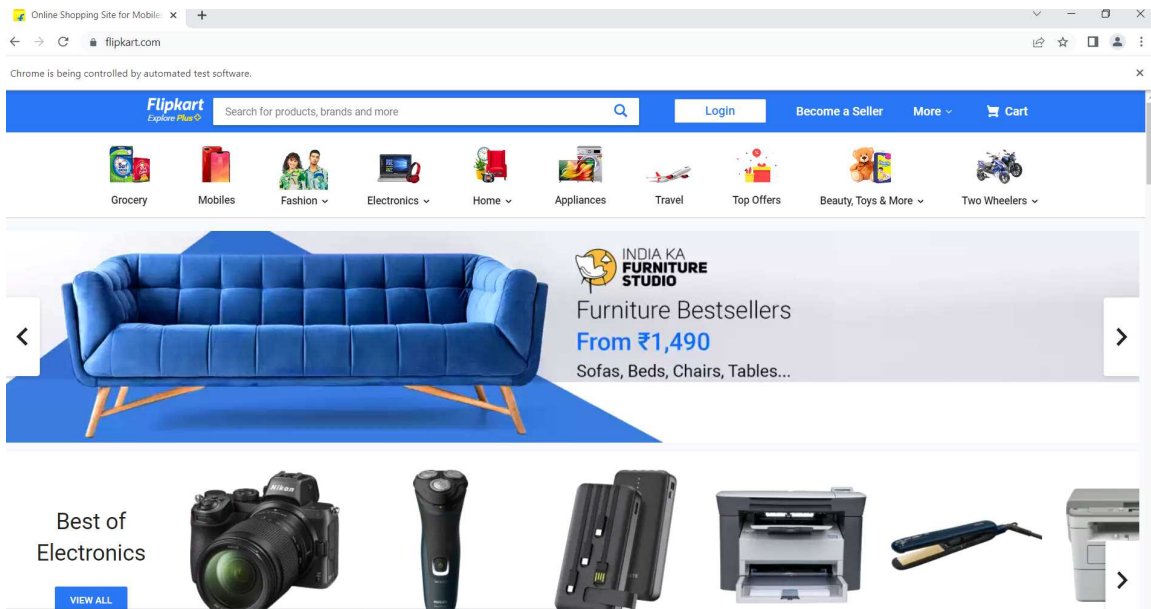 Online Shopping Site for Mobile
flipkart.com
Chrome is being controlled by automated test software.
Flipkart
Explore Plus
Search for products, brands and more
Login
Become a Seller
More
Cart
Grocery
Mobiles
Fashion
Electronics
Home
Appliances
Travel
Top Offers
Beauty, Toys & More
Two Wheelers
INDIA KA
FURNITURE
STUDIO
Furniture Bestsellers
From ₹1,490
Sofas, Beds, Chairs, Tables...
Best of
Electronics
VIEW ALL
Nikon